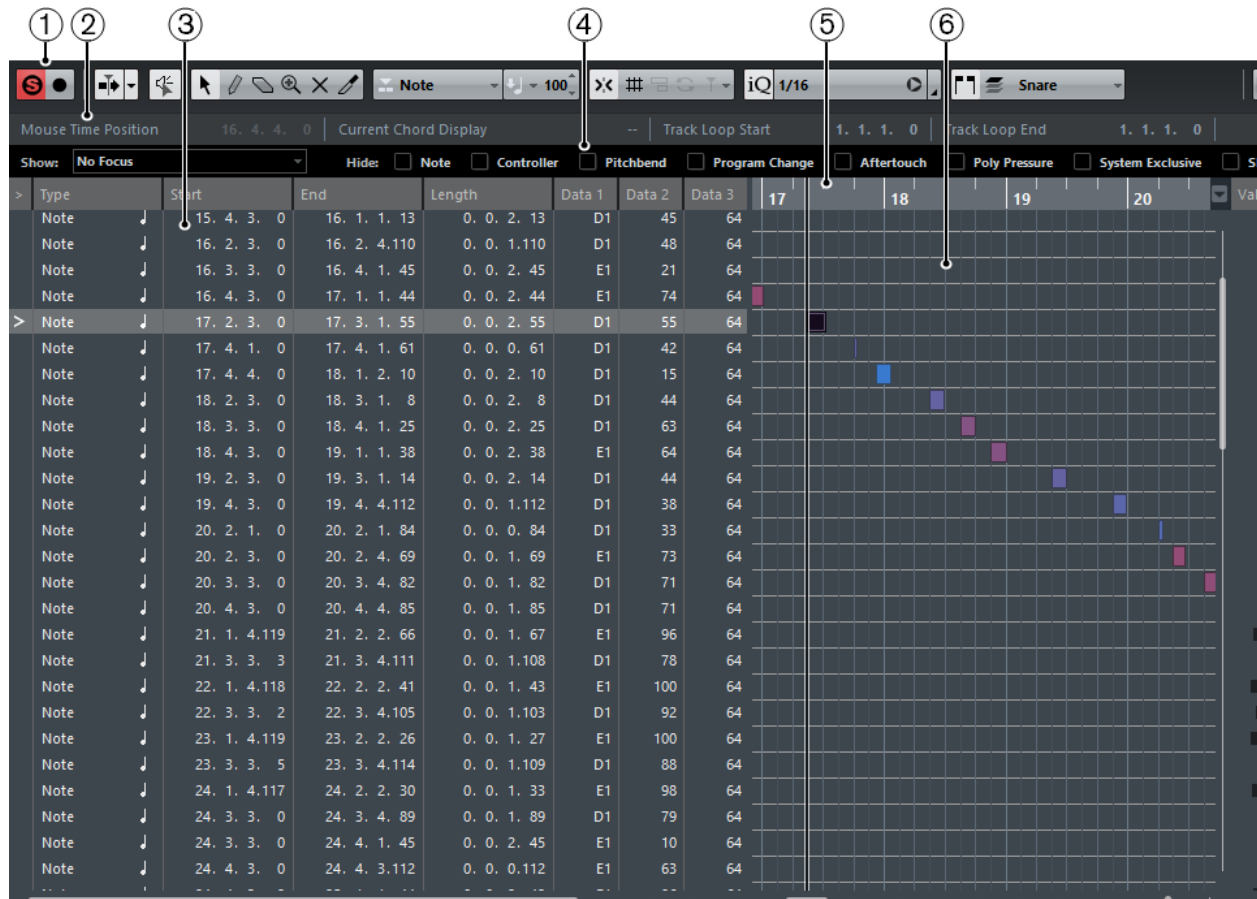 1 2 3 4 5 6
S Note 100 iQ 1/16 Snare
Mouse Time Position 16. 4. 4. 0 Current Chord Display -- Track Loop Start 1. 1. 1. 0 Track Loop End 1. 1. 1. 0
Show: No Focus Hide: Note Controller Pitchbend Program Change Aftertouch Poly Pressure System Exclusive S
> Type Start End Length Data 1 Data 2 Data 3 17 18 19 20 Val
Note 15. 4. 3. 0 16. 1. 1. 13 0. 0. 2. 13 D1 45 64
Note 16. 2. 3. 0 16. 2. 4.110 0. 0. 1.110 D1 48 64
Note 16. 3. 3. 0 16. 4. 1. 45 0. 0. 2. 45 E1 21 64
Note 16. 4. 3. 0 17. 1. 1. 44 0. 0. 2. 44 E1 74 64
> Note 17. 2. 3. 0 17. 3. 1. 55 0. 0. 2. 55 D1 55 64
Note 17. 4. 1. 0 17. 4. 1. 61 0. 0. 0. 61 D1 42 64
Note 17. 4. 4. 0 18. 1. 2. 10 0. 0. 2. 10 D1 15 64
Note 18. 2. 3. 0 18. 3. 1. 8 0. 0. 2. 8 D1 44 64
Note 18. 3. 3. 0 18. 4. 1. 25 0. 0. 2. 25 D1 63 64
Note 18. 4. 3. 0 19. 1. 1. 38 0. 0. 2. 38 E1 64 64
Note 19. 2. 3. 0 19. 3. 1. 14 0. 0. 2. 14 D1 44 64
Note 19. 4. 3. 0 19. 4. 4.112 0. 0. 1.112 D1 38 64
Note 20. 2. 1. 0 20. 2. 1. 84 0. 0. 0. 84 D1 33 64
Note 20. 2. 3. 0 20. 2. 4. 69 0. 0. 1. 69 E1 73 64
Note 20. 3. 3. 0 20. 3. 4. 82 0. 0. 1. 82 D1 71 64
Note 20. 4. 3. 0 20. 4. 4. 85 0. 0. 1. 85 D1 71 64
Note 21. 1. 4.119 21. 2. 2. 66 0. 0. 1. 67 E1 96 64
Note 21. 3. 3. 3 21. 3. 4.111 0. 0. 1.108 D1 78 64
Note 22. 1. 4.118 22. 2. 2. 41 0. 0. 1. 43 E1 100 64
Note 22. 3. 3. 2 22. 3. 4.105 0. 0. 1.103 D1 92 64
Note 23. 1. 4.119 23. 2. 2. 26 0. 0. 1. 27 E1 100 64
Note 23. 3. 3. 5 23. 3. 4.114 0. 0. 1.109 D1 88 64
Note 24. 1. 4.117 24. 2. 2. 30 0. 0. 1. 33 E1 98 64
Note 24. 3. 3. 0 24. 3. 4. 89 0. 0. 1. 89 D1 79 64
Note 24. 3. 3. 0 24. 4. 1. 45 0. 0. 2. 45 E1 10 64
Note 24. 4. 3. 0 24. 4. 3.112 0. 0. 0.112 E1 63 64